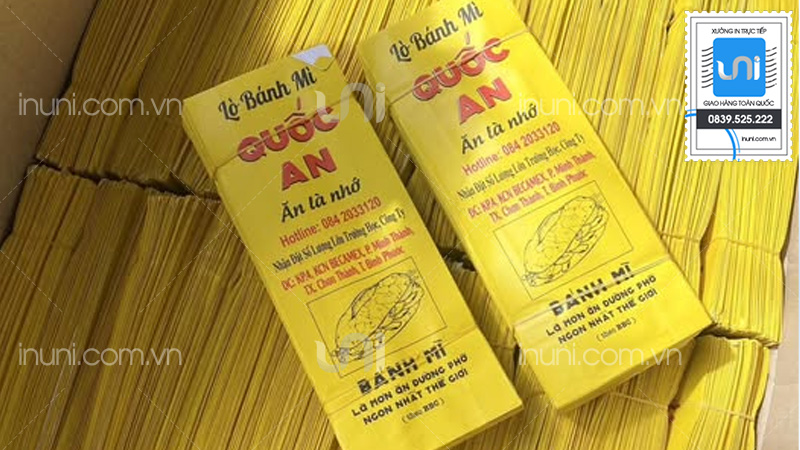 Lò Bánh Mì
QUỐC
AN
Ăn là nhớ
Hotline: 084 2033120
Nhận Đặt Số Lượng Lớn Trường Học, Công Ty
ĐC: KPA, KCN BECAMEX, P. Minh Thành,
TX. Chơn Thành, T. Bình Phước
BÁNH MÌ
LÀ MÓN ĂN ĐƯỜNG PHỐ
NGON NHẤT THẾ GIỚI
(theo BBC)
Lò Bánh Mì
QUỐC
AN
Ăn là nhớ
Hotline: 084 2033120
Nhận Đặt Số Lượng Lớn Trường Học, Công Ty
ĐC: KPA, KCN BECAMEX, P. Minh Thành,
TX. Chơn Thành, T. Bình Phước
BÁNH MÌ
LÀ MÓN ĂN ĐƯỜNG PHỐ
NGON NHẤT THẾ GIỚI
(theo BBC)
XƯỞNG IN TRỰC TIẾP
UNi
GIAO HÀNG TOÀN QUỐC
0839.525.222
inuni.com.vn
inuni.com.vn
inuni.com.vn
inuni.com.vn
inuni.com.vn
inuni.com.vn